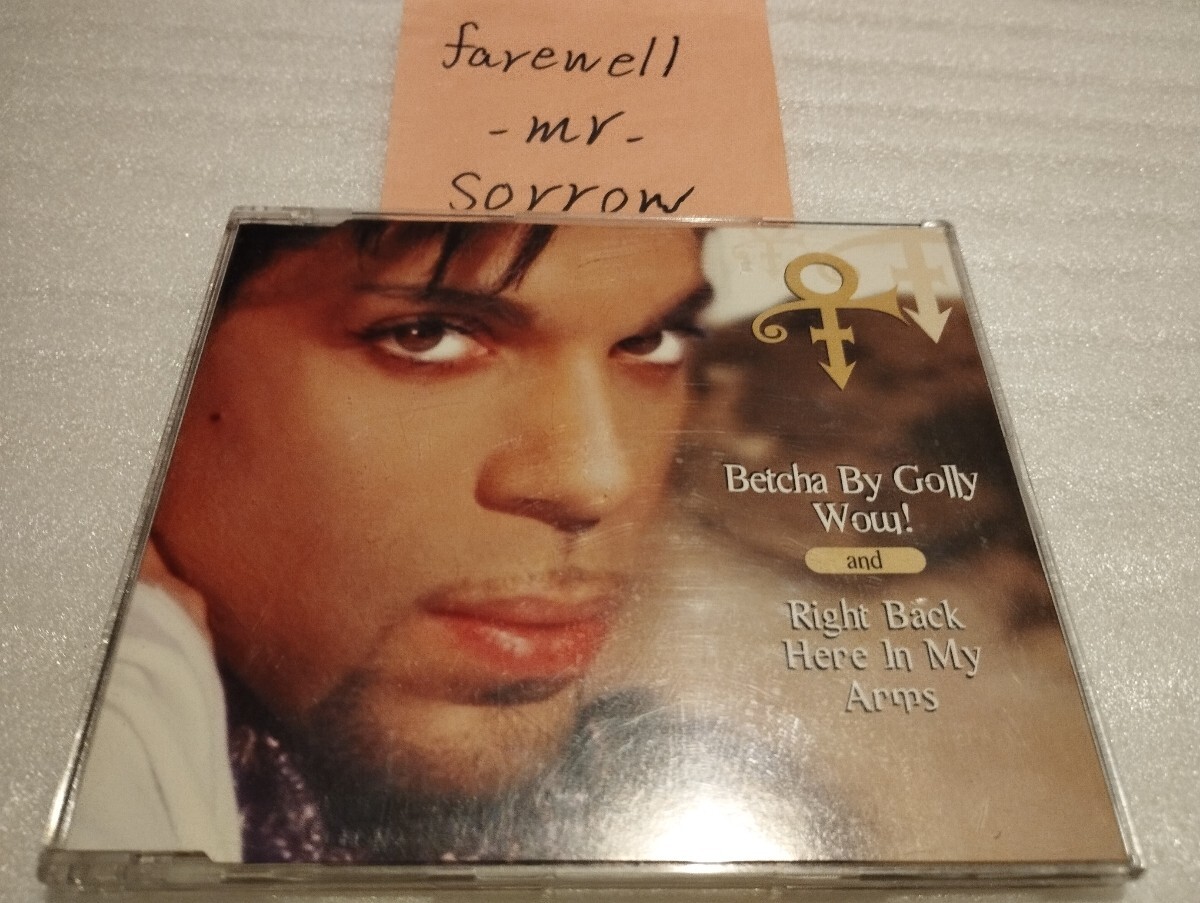 farewell
-mr-
sorrow
Betcha By Golly
Wow!
and
Right Back
Here In My
Arms